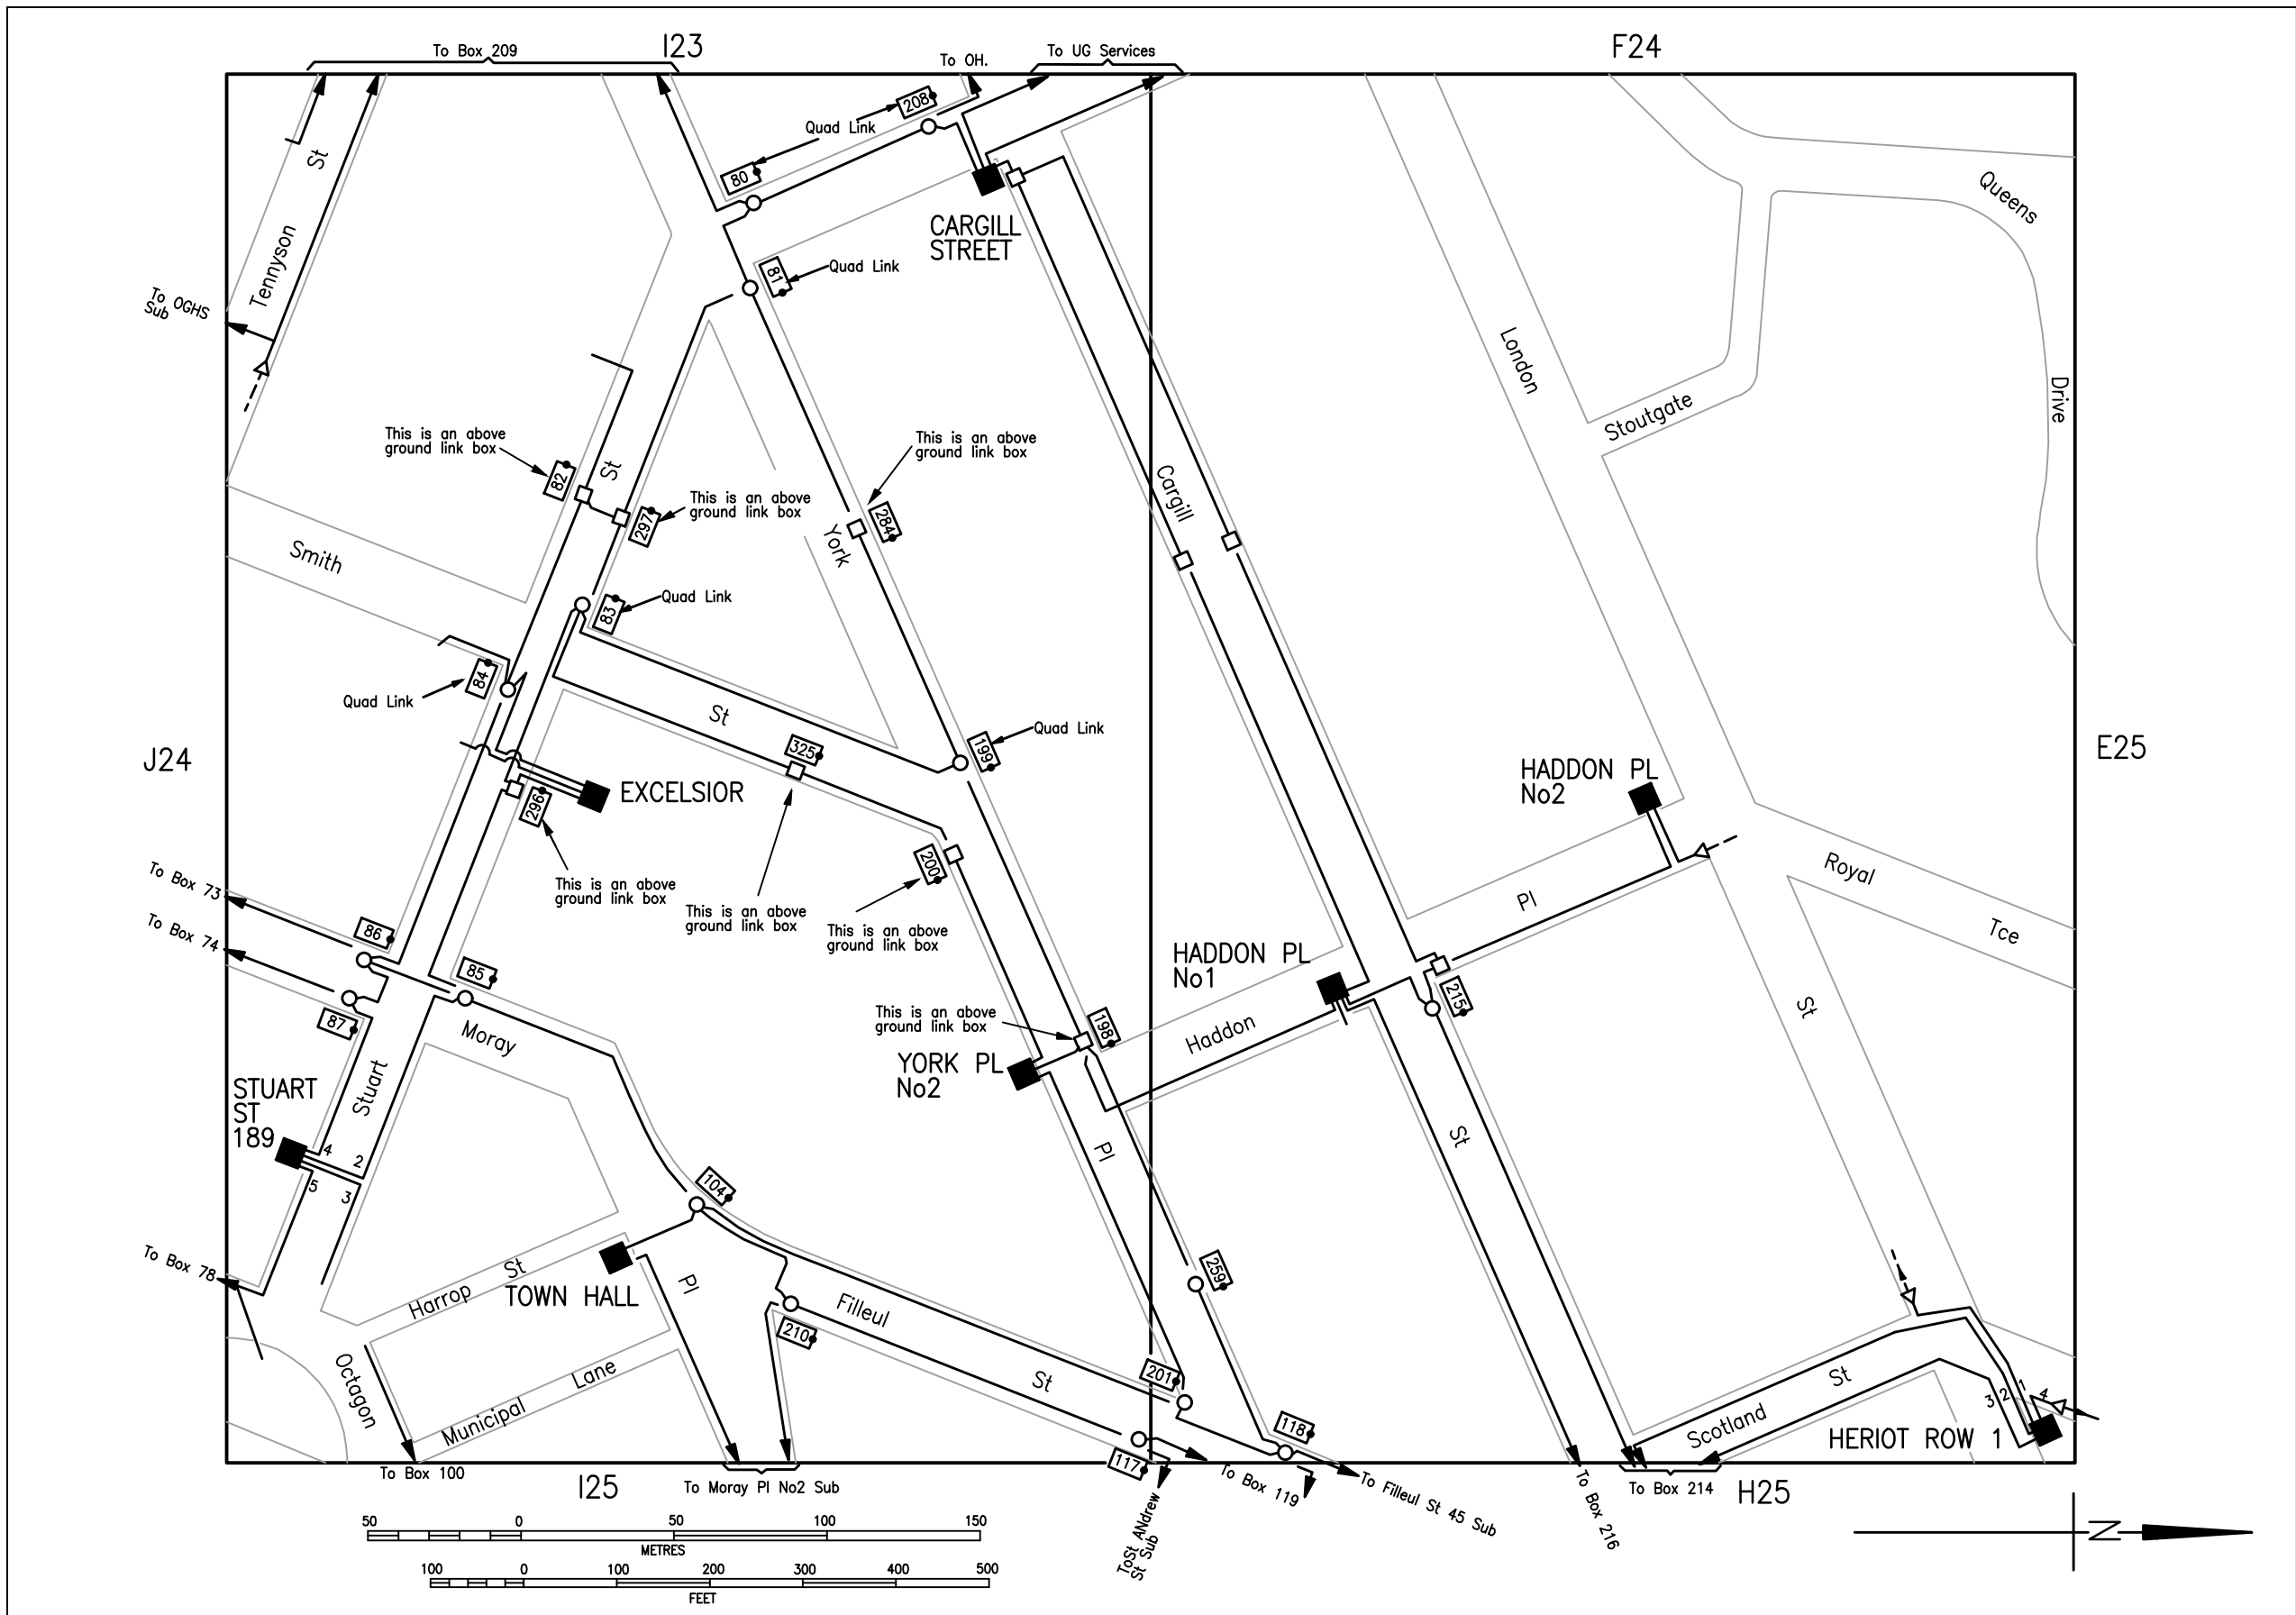 To Box 209
I23
To OH.
To UG Services
F24
208
Quad Link
80
St
Tennyson
CARGILL
STREET
Queens
Drive
81
Quad Link
To OGHS
Sub
London
Stoutgate
This is an above
ground link box
82
St
This is an above
ground link box
297
This is an above
ground link box
284
York
Cargill
Smith
83
Quad Link
84
Quad Link
St
325
199
Quad Link
J24
E25
EXCELSIOR
296
HADDON PL
No2
This is an above
ground link box
This is an above
ground link box
200
This is an above
ground link box
Royal
Tce
Pl
To Box 73
To Box 74
86
85
87
HADDON PL
No1
215
St
This is an above
ground link box
198
Haddon
Moray
YORK PL
No2
Stuart
STUART
ST
189
4
2
5
3
Pl
St
104
To Box 78
Harrop
St
TOWN HALL
Pl
259
Filleul
210
Octagon
Municipal
Lane
St
201
118
117
Scotland
St
3
2
1
4
HERIOT ROW 1
To Box 100
I25
To Moray Pl No2 Sub
ToSt ANdrew
St Sub
To Box 119
To Filleul St 45 Sub
To Box 216
To Box 214
H25
50
0
50
100
150
METRES
100
0
100
200
300
400
500
FEET
N